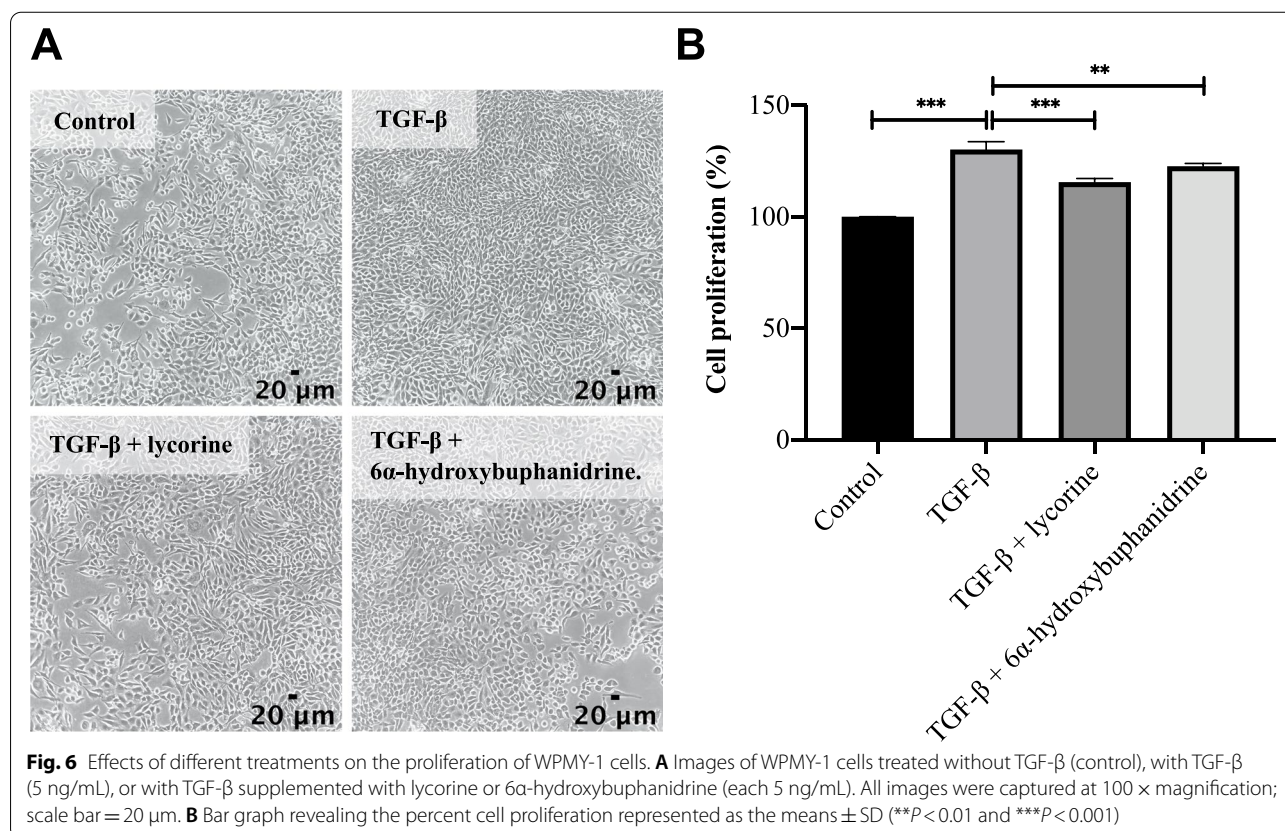 A
Control
20 µm
TGF-β
20 µm
TGF-β + lycorine
20 µm
TGF-β +
6α-hydroxybuphanidrine.
20 µm
B
Cell proliferation (%)
150
100
50
0
***
***
**
Control
TGF-β
TGF-β + lycorine
TGF-β + 6α-hydroxybuphanidrine
Fig. 6 Effects of different treatments on the proliferation of WPMY-1 cells. A Images of WPMY-1 cells treated without TGF-β (control), with TGF-β
(5 ng/mL), or with TGF-β supplemented with lycorine or 6α-hydroxybuphanidrine (each 5 ng/mL). All images were captured at 100 × magnification;
scale bar = 20 µm. B Bar graph revealing the percent cell proliferation represented as the means ± SD (**P < 0.01 and ***P < 0.001)